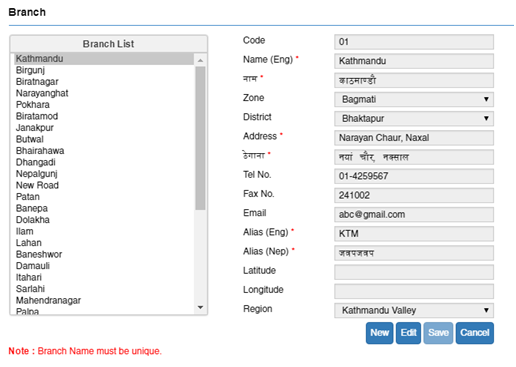 Branch
Branch List
Kathmandu
Birgunj
Biratnagar
Narayanghat
Pokhara
Biratamod
Janakpur
Butwal
Bhairahawa
Dhangadi
Nepalgunj
New Road
Patan
Banepa
Dolakha
Ilam
Lahan
Baneshwor
Damauli
Itahari
Sarlahi
Mahendranagar
Palpa
Code 01
Name (Eng) * Kathmandu
नाम * काठमाण्डौ
Zone Bagmati
District Bhaktapur
Address * Narayan Chaur, Naxal
ठेगाना * नयां चौर, नक्साल
Tel No. 01-4259567
Fax No. 241002
Email abc@gmail.com
Alias (Eng) * KTM
Alias (Nep) * जबपजबप
Latitude
Longitude
Region Kathmandu Valley
New Edit Save Cancel
Note : Branch Name must be unique.